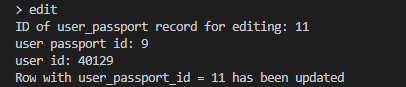 > edit
ID of user_passport record for editing: 11
user passport id: 9
user id: 40129
Row with user_passport_id = 11 has been updated